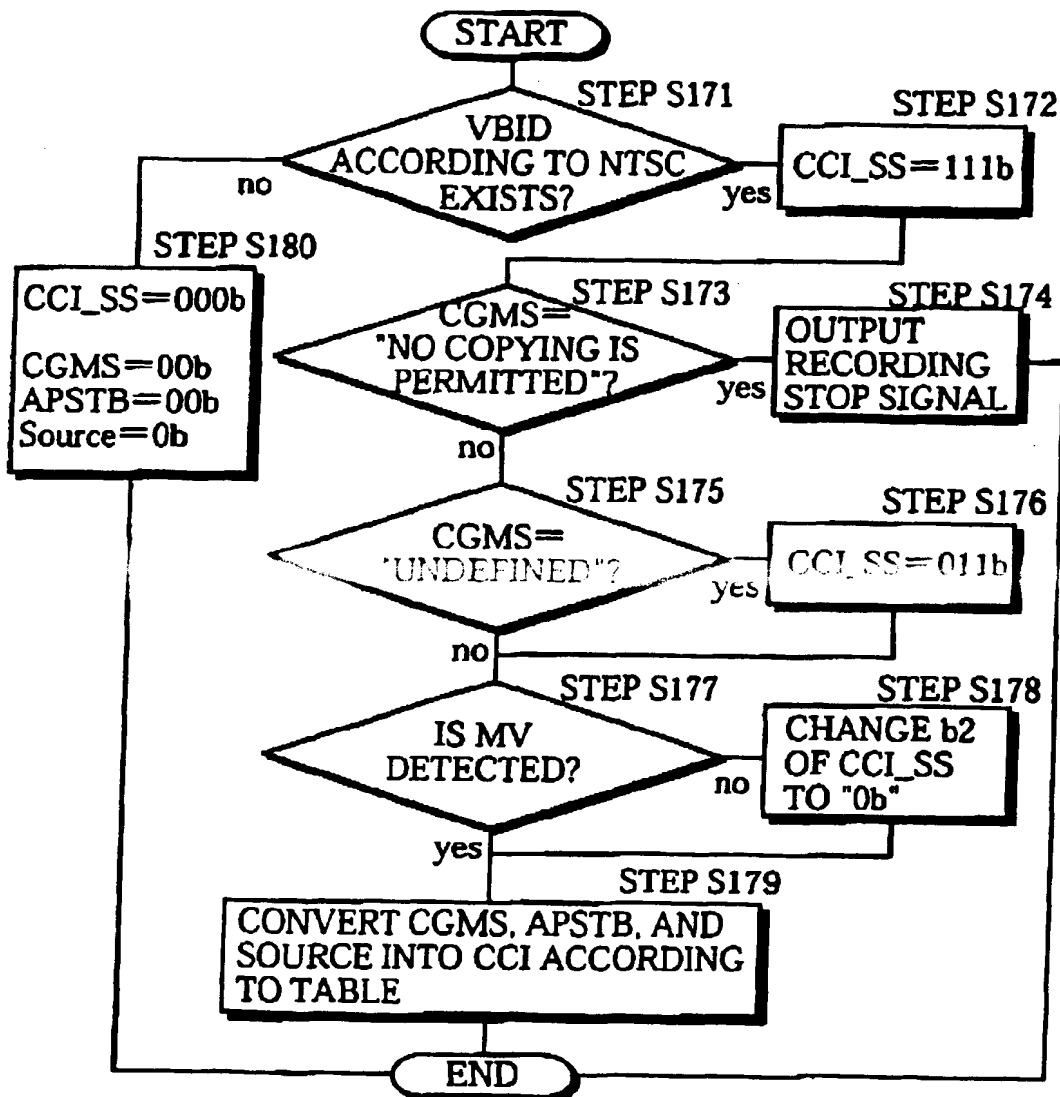 START
STEP S171
VBID
ACCORDING TO NTSC
EXISTS?
no
yes
STEP S172
CCI_SS=111b
STEP S180
CCI_SS=000b
CGMS=00b
APSTB=00b
Source=0b
STEP S173
CGMS=
"NO COPYING IS
PERMITTED"?
yes
no
STEP S174
OUTPUT
RECORDING
STOP SIGNAL
STEP S175
CGMS=
"UNDEFINED"?
yes
no
STEP S176
CCI_SS=011b
STEP S177
IS MV
DETECTED?
no
yes
STEP S178
CHANGE b2
OF CCI_SS
TO "0b"
STEP S179
CONVERT CGMS, APSTB, AND
SOURCE INTO CCI ACCORDING
TO TABLE
END